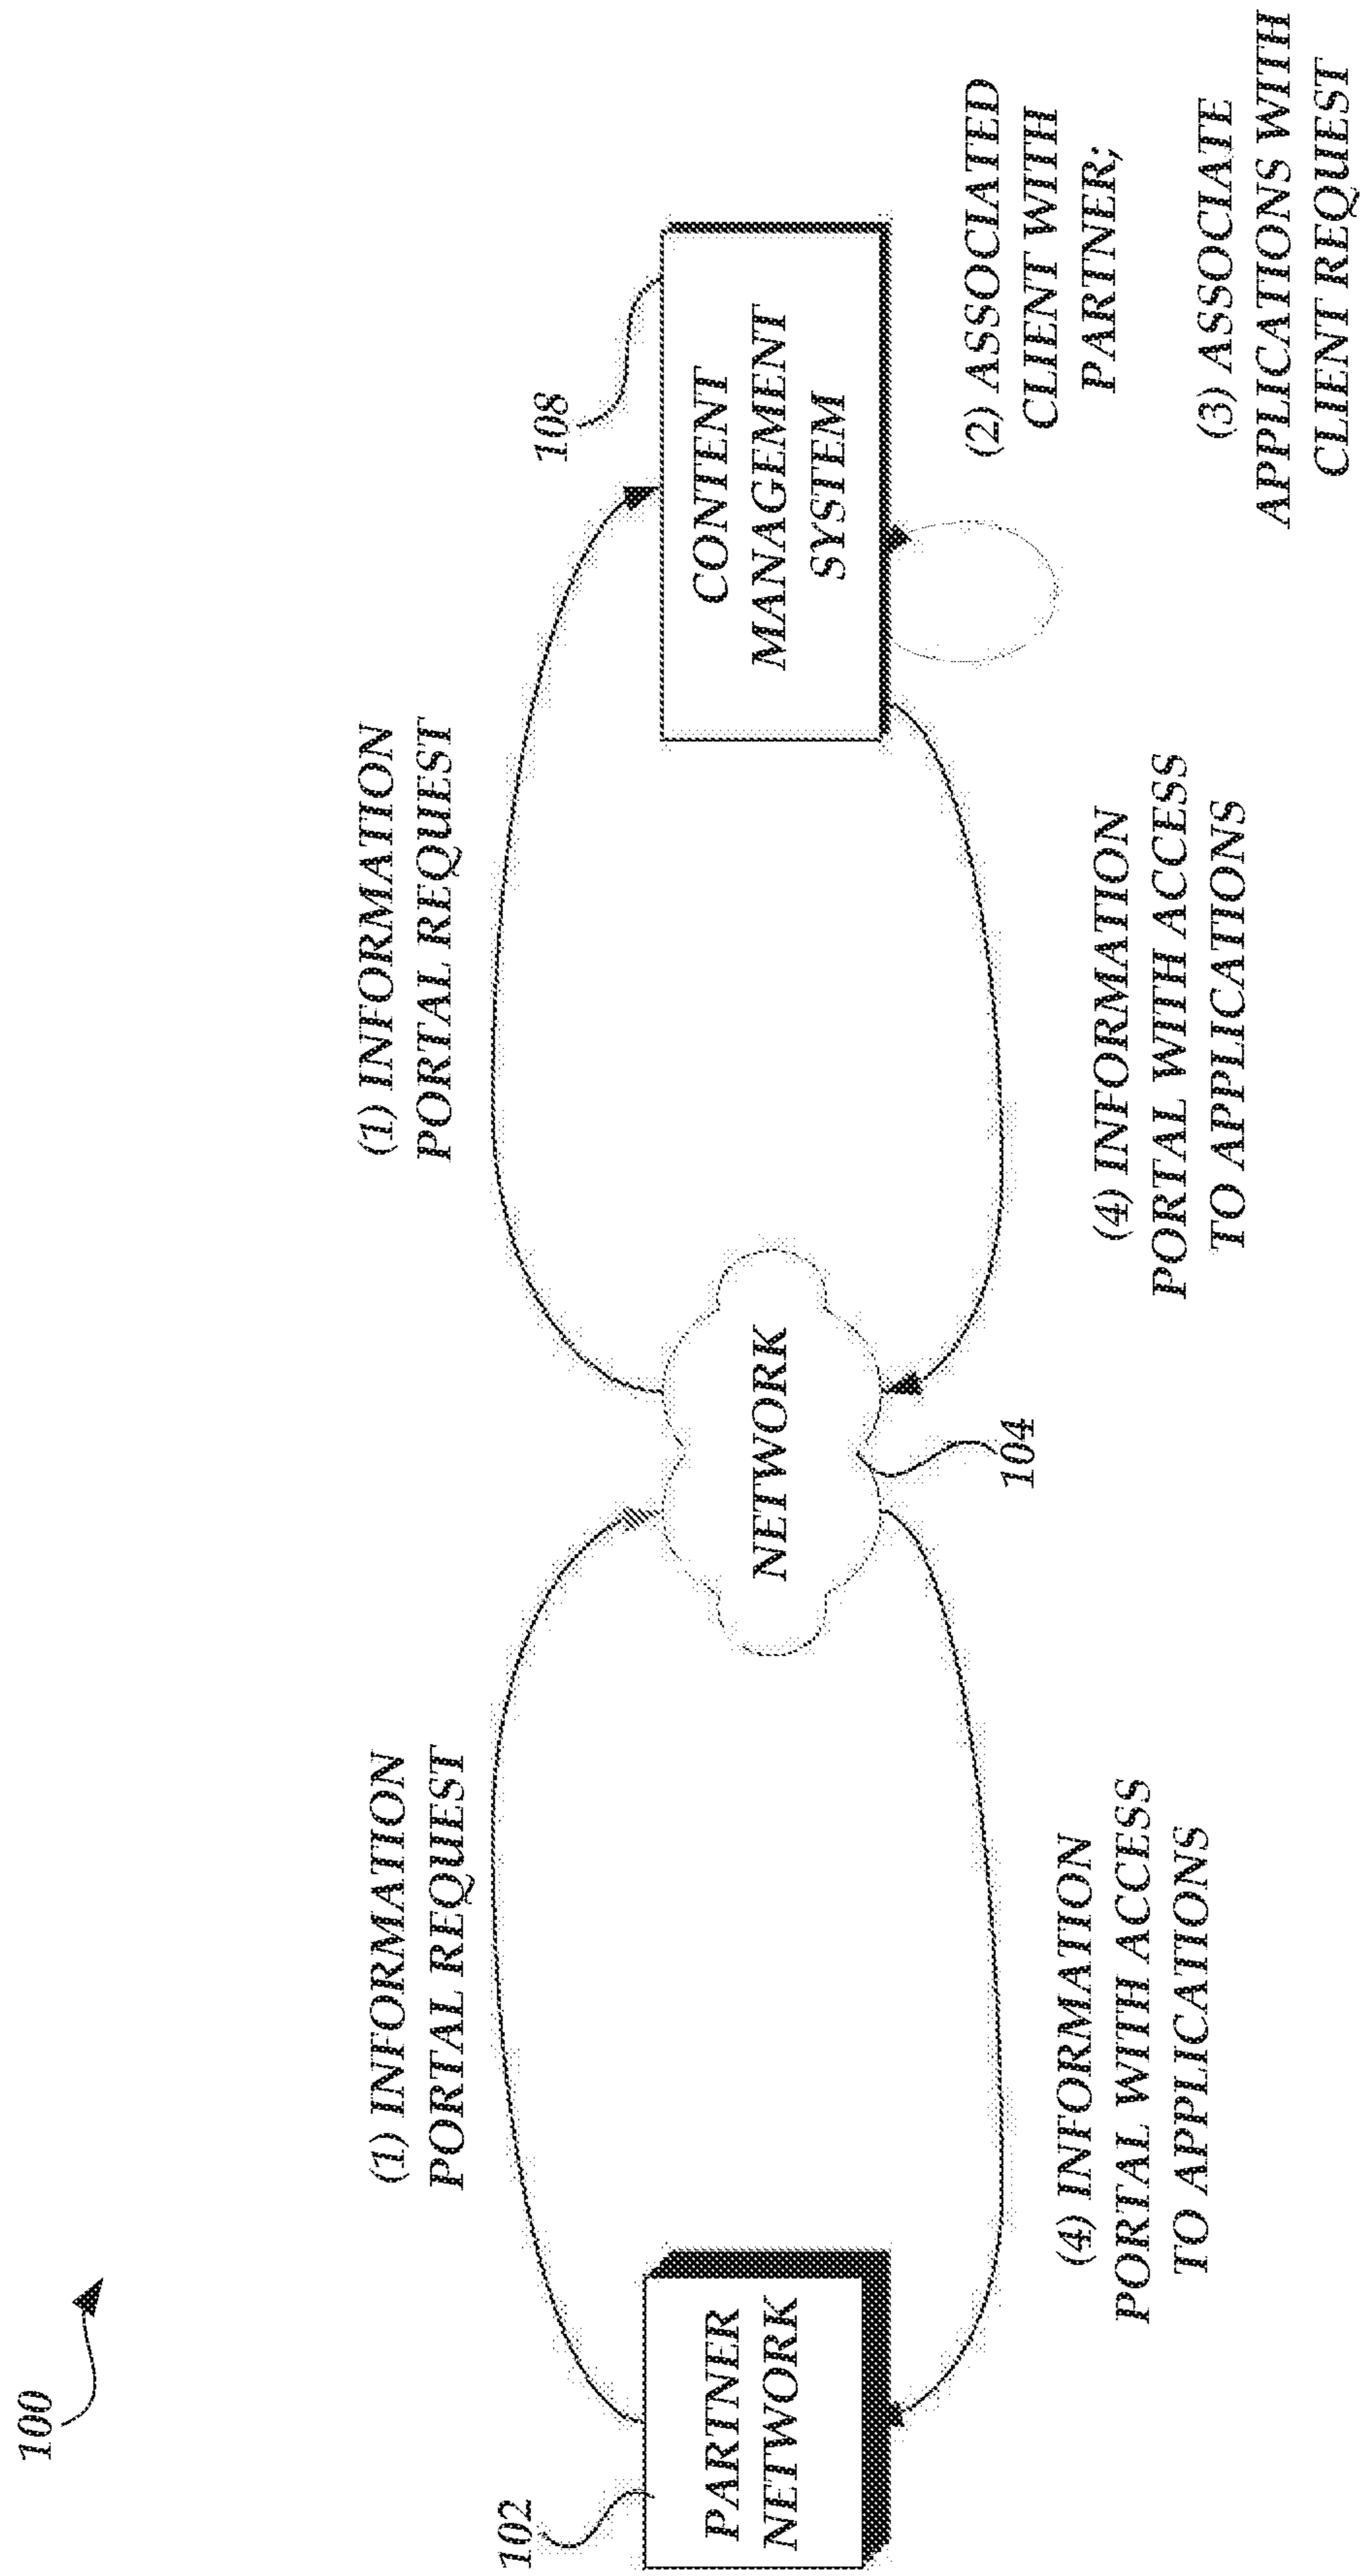 100
(1) INFORMATION
PORTAL REQUEST
(1) INFORMATION
PORTAL REQUEST
108
102
PARTNER
NETWORK
NETWORK
CONTENT
MANAGEMENT
SYSTEM
104
(2) ASSOCIATED
CLIENT WITH
PARTNER;
(3) ASSOCIATE
APPLICATIONS WITH
CLIENT REQUEST
(4) INFORMATION
PORTAL WITH ACCESS
TO APPLICATIONS
(4) INFORMATION
PORTAL WITH ACCESS
TO APPLICATIONS